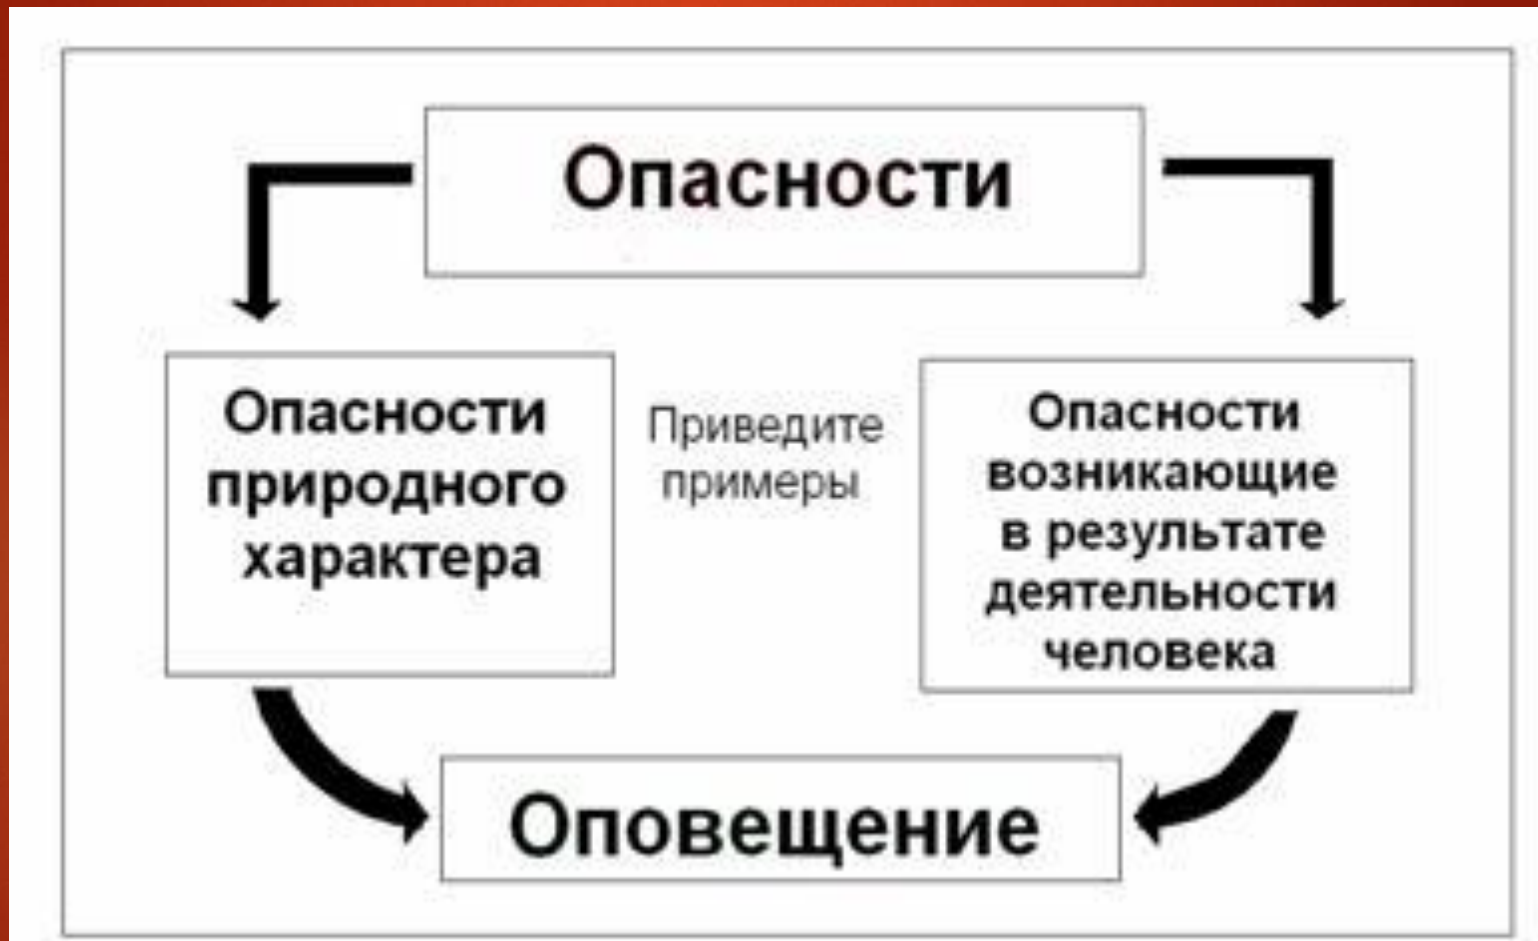 Опасности
Опасности
природного
характера
Приведите
примеры
Опасности
возникающие
в результате
деятельности
человека
Оповещение